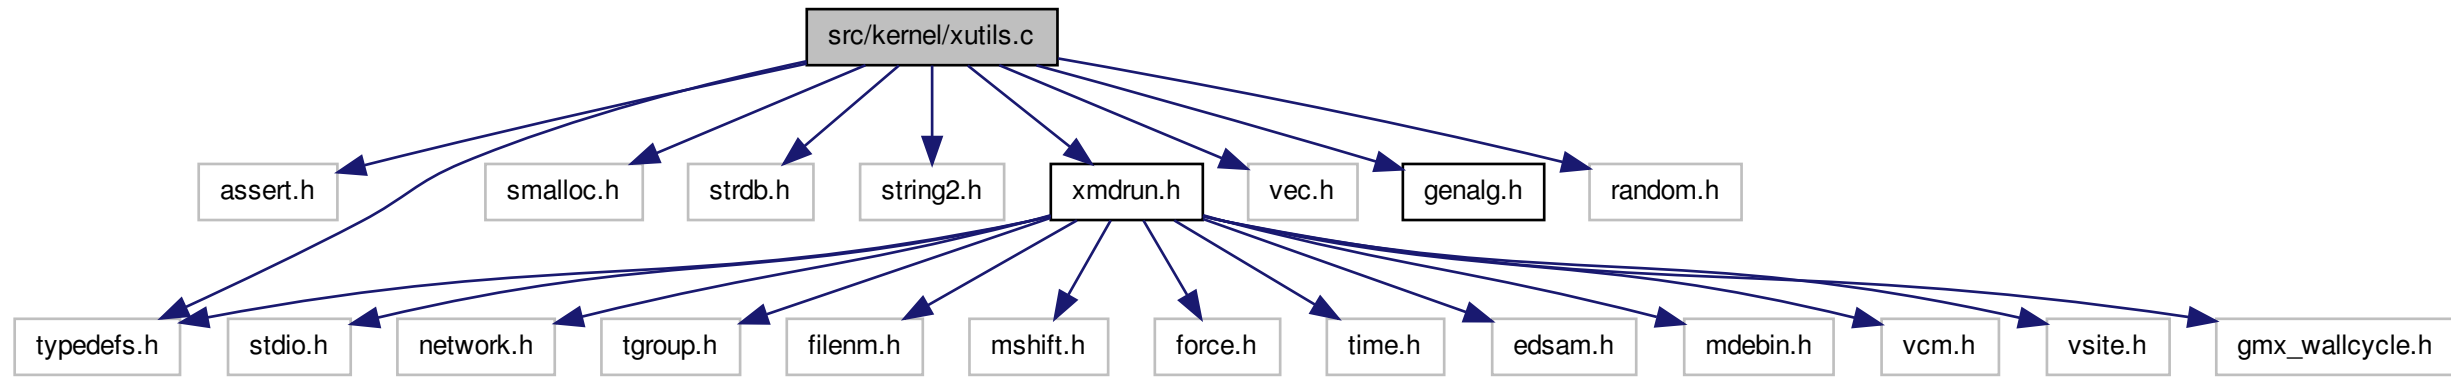 src/kernel/xutils.c
assert.h
smalloc.h
strdb.h
string2.h
xmdrun.h
vec.h
genalg.h
random.h
typedefs.h
stdio.h
network.h
tgroup.h
filenm.h
mshift.h
force.h
time.h
edsam.h
mdebin.h
vcm.h
vsite.h
gmx_wallcycle.h